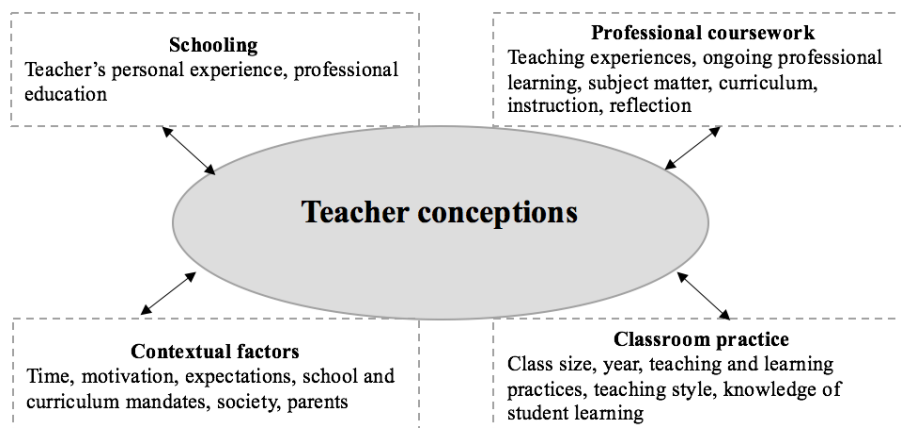 Schooling
Teacher's personal experience, professional
education
Professional coursework
Teaching experiences, ongoing professional
learning, subject matter, curriculum,
instruction, reflection
Teacher conceptions
Contextual factors
Time, motivation, expectations, school and
curriculum mandates, society, parents
Classroom practice
Class size, year, teaching and learning
practices, teaching style, knowledge of
student learning